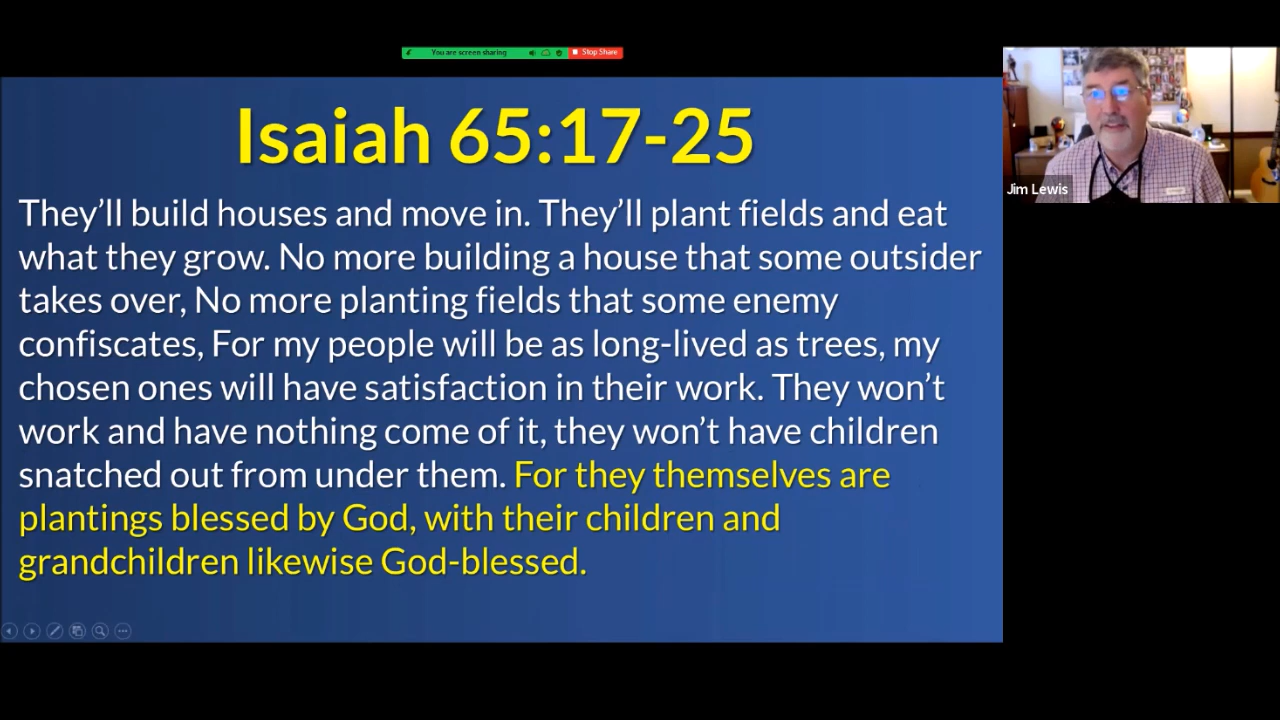 You are screen sharing
Stop Share
Isaiah 65:17-25
They’ll build houses and move in. They’ll plant fields and eat
what they grow. No more building a house that some outsider
takes over, No more planting fields that some enemy
confiscates, For my people will be as long-lived as trees, my
chosen ones will have satisfaction in their work. They won’t
work and have nothing come of it, they won’t have children
snatched out from under them. For they themselves are
plantings blessed by God, with their children and
grandchildren likewise God-blessed.
Jim Lewis